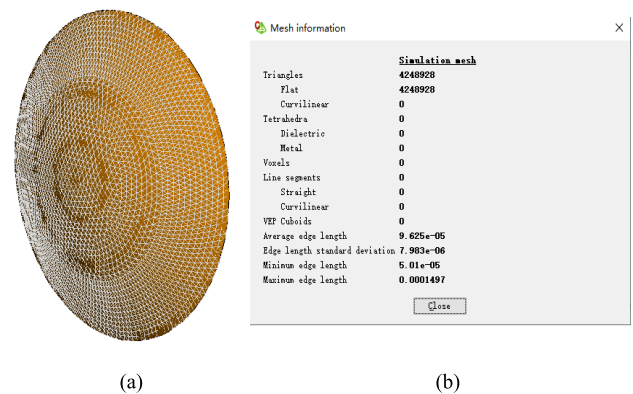 Mesh information
Simulation mesh
Triangles 4248928
Flat 4248928
Curvilinear 0
Tetrahedra 0
Dielectric 0
Metal 0
Voxels 0
Line segments 0
Straight 0
Curvilinear 0
VEP Cuboids 0
Average edge length 9.625e-05
Edge length standard deviation 7.983e-06
Minimum edge length 5.01e-05
Maximum edge length 0.0001497
Close
(a)
(b)